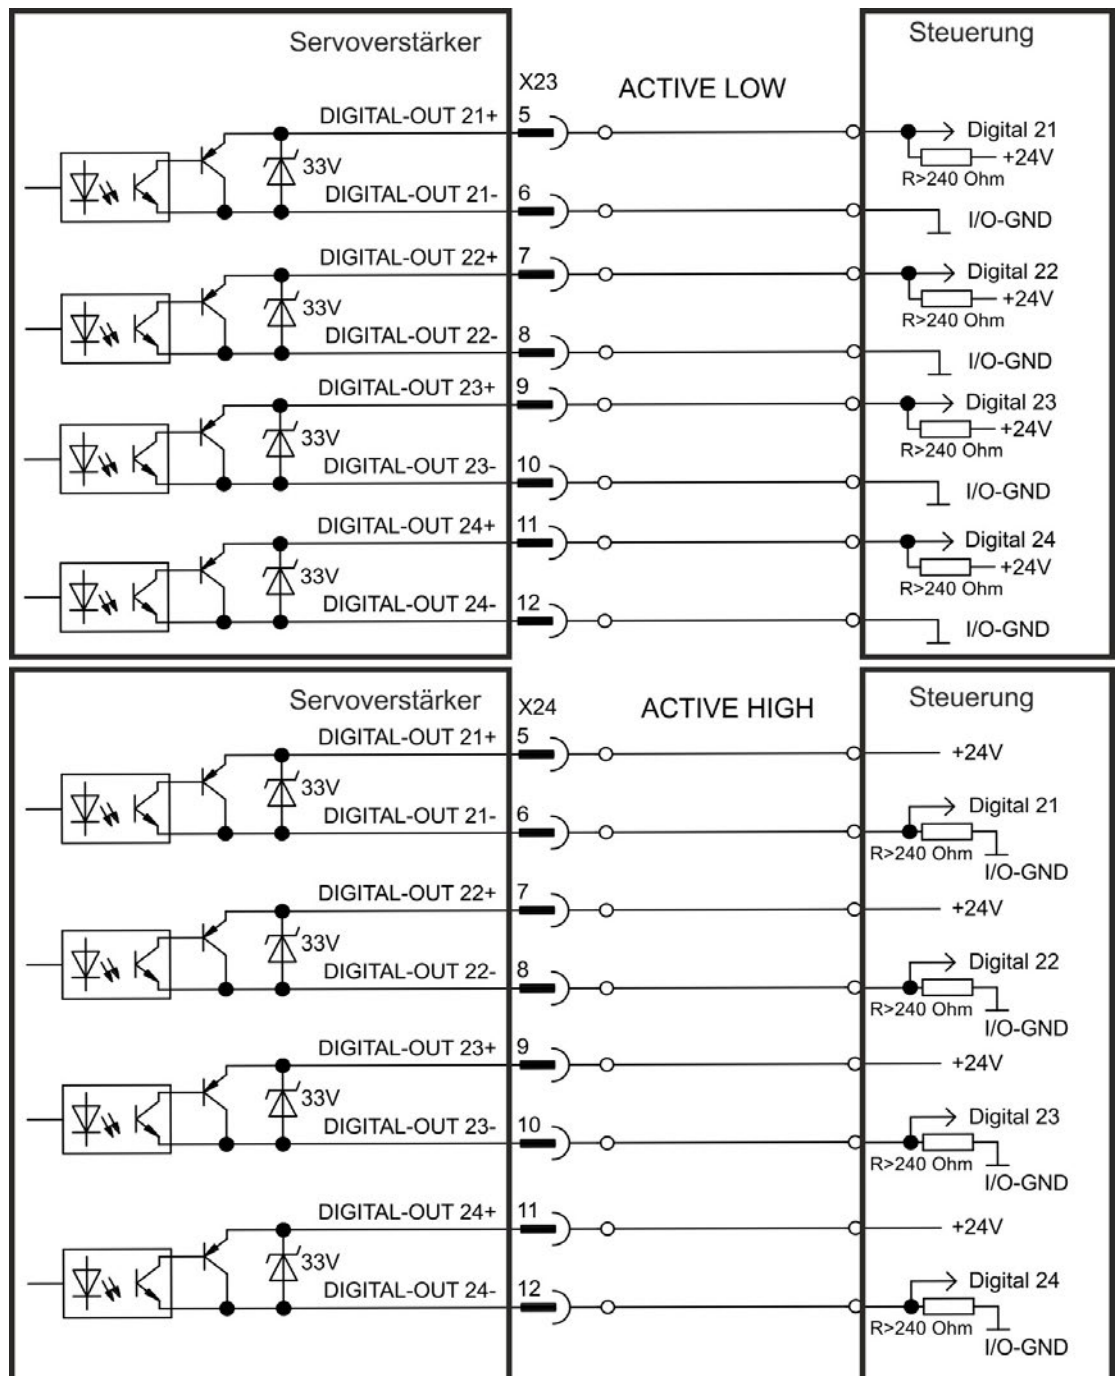 Servoverstärker
Steuerung
X23
ACTIVE LOW
DIGITAL-OUT 21+
5
Digital 21
33V
+24V
R>240 Ohm
DIGITAL-OUT 21-
6
I/O-GND
DIGITAL-OUT 22+
7
Digital 22
33V
+24V
R>240 Ohm
DIGITAL-OUT 22-
8
I/O-GND
DIGITAL-OUT 23+
9
Digital 23
33V
+24V
R>240 Ohm
DIGITAL-OUT 23-
10
I/O-GND
DIGITAL-OUT 24+
11
Digital 24
33V
+24V
R>240 Ohm
DIGITAL-OUT 24-
12
I/O-GND
Servoverstärker
Steuerung
X24
ACTIVE HIGH
DIGITAL-OUT 21+
5
+24V
33V
DIGITAL-OUT 21-
6
Digital 21
R>240 Ohm
I/O-GND
DIGITAL-OUT 22+
7
+24V
33V
DIGITAL-OUT 22-
8
Digital 22
R>240 Ohm
I/O-GND
DIGITAL-OUT 23+
9
+24V
33V
DIGITAL-OUT 23-
10
Digital 23
R>240 Ohm
I/O-GND
DIGITAL-OUT 24+
11
+24V
33V
DIGITAL-OUT 24-
12
Digital 24
R>240 Ohm
I/O-GND